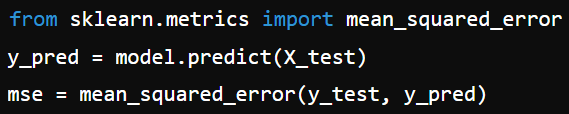 from sklearn.metrics import mean_squared_error
y_pred = model.predict(X_test)
mse = mean_squared_error(y_test, y_pred)